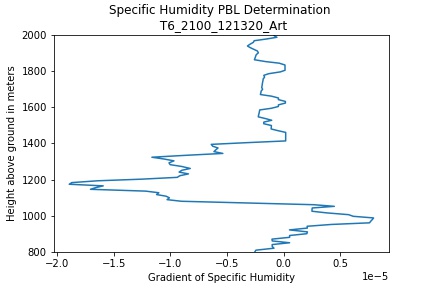 Specific Humidity PBL Determination
T6_2100_121320_Art
Height above ground in meters
2000
1800
1600
1400
1200
1000
800
−2.0
−1.5
−1.0
−0.5
0.0
0.5
1e−5
Gradient of Specific Humidity